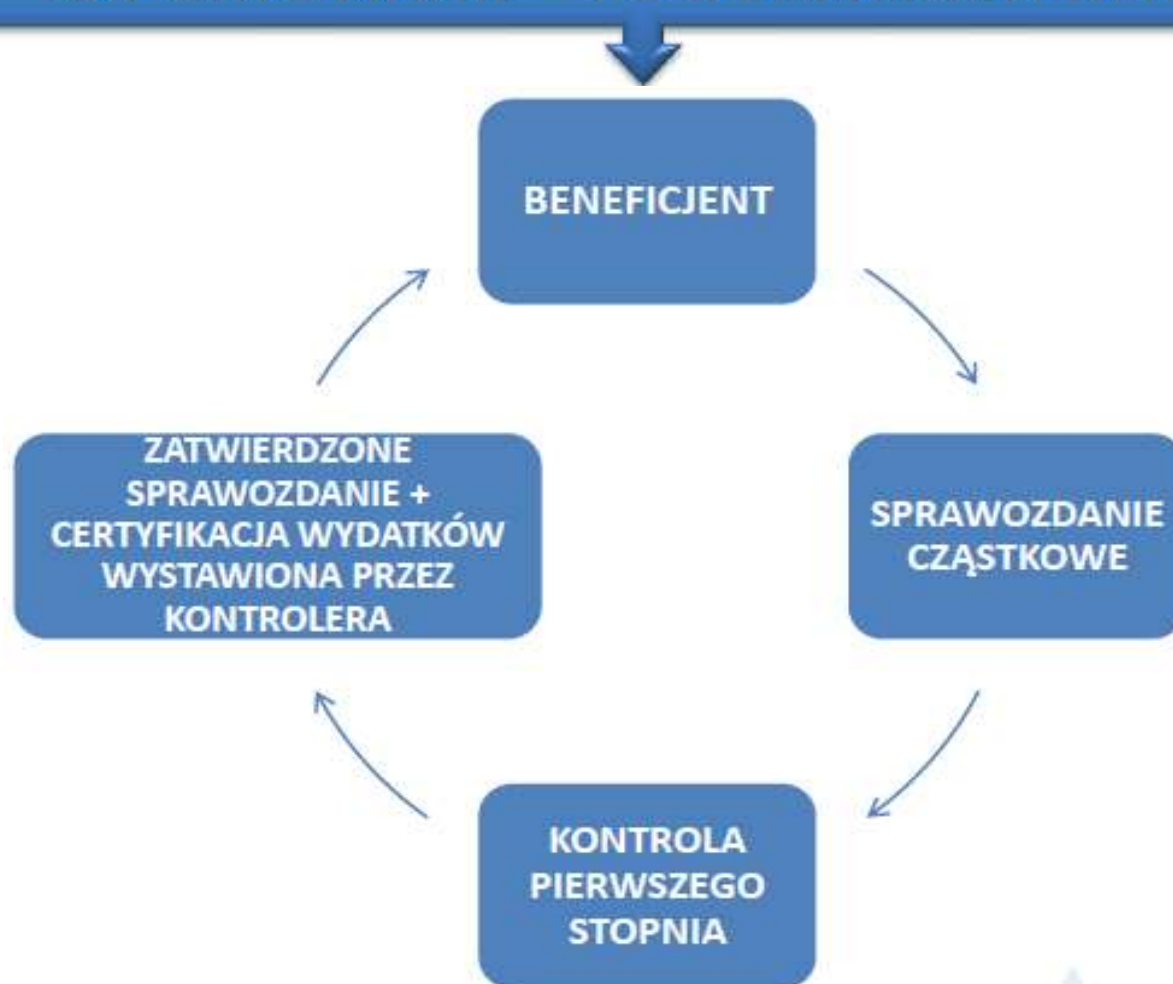 BENEFICJENT
SPRAWOZDANIE
CZĄSTKOWE
KONTROLA
PIERWSZEGO
STOPNIA
ZATWIERDZONE
SPRAWOZDANIE +
CERTYFIKACJA WYDATKÓW
WYSTAWIONA PRZEZ
KONTROLERA